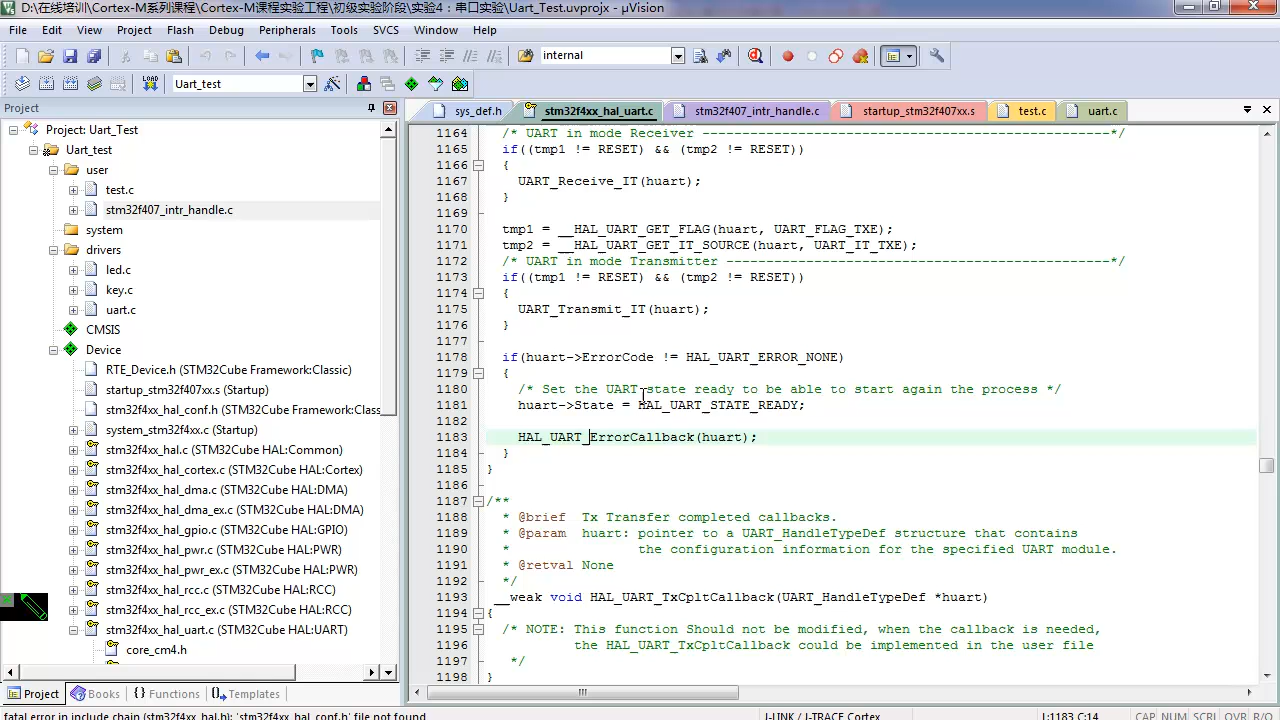 D:\在线培训\Cortex-M系列课程\Cortex-M课程实验工程\初级实验阶段\实验4：串口实验\Uart_Test.uvprojx - µVision
File Edit View Project Flash Debug Peripherals Tools SVCS Window Help
internal
LOAD Uart_test
Project
sys_def.h stm32f4xx_hal_uart.c stm32f407_intr_handle.c startup_stm32f407xx.s test.c uart.c
Project: Uart_Test
Uart_test
user
test.c
stm32f407_intr_handle.c
system
drivers
led.c
key.c
uart.c
CMSIS
Device
RTE_Device.h (STM32Cube Framework:Classic)
startup_stm32f407xx.s (Startup)
stm32f4xx_hal_conf.h (STM32Cube Framework:Class
system_stm32f4xx.c (Startup)
stm32f4xx_hal.c (STM32Cube HAL:Common)
stm32f4xx_hal_cortex.c (STM32Cube HAL:Cortex)
stm32f4xx_hal_dma.c (STM32Cube HAL:DMA)
stm32f4xx_hal_dma_ex.c (STM32Cube HAL:DMA)
stm32f4xx_hal_gpio.c (STM32Cube HAL:GPIO)
stm32f4xx_hal_pwr.c (STM32Cube HAL:PWR)
stm32f4xx_hal_pwr_ex.c (STM32Cube HAL:PWR)
stm32f4xx_hal_rcc.c (STM32Cube HAL:RCC)
stm32f4xx_hal_rcc_ex.c (STM32Cube HAL:RCC)
stm32f4xx_hal_uart.c (STM32Cube HAL:UART)
core_cm4.h
Project Books {} Functions Templates
1164 /* UART in mode Receiver ---------------------------------------------------*/
1165 if((tmp1 != RESET) && (tmp2 != RESET))
1166 {
1167 UART_Receive_IT(huart);
1168 }
1169
1170 tmp1 = __HAL_UART_GET_FLAG(huart, UART_FLAG_TXE);
1171 tmp2 = __HAL_UART_GET_IT_SOURCE(huart, UART_IT_TXE);
1172 /* UART in mode Transmitter ------------------------------------------------*/
1173 if((tmp1 != RESET) && (tmp2 != RESET))
1174 {
1175 UART_Transmit_IT(huart);
1176 }
1177
1178 if(huart->ErrorCode != HAL_UART_ERROR_NONE)
1179 {
1180 /* Set the UART state ready to be able to start again the process */
1181 huart->State = HAL_UART_STATE_READY;
1182
1183 HAL_UART_ErrorCallback(huart);
1184 }
1185 }
1186
1187 /**
1188 * @brief Tx Transfer completed callbacks.
1189 * @param huart: pointer to a UART_HandleTypeDef structure that contains
1190 * the configuration information for the specified UART module.
1191 * @retval None
1192 */
1193 __weak void HAL_UART_TxCpltCallback(UART_HandleTypeDef *huart)
1194 {
1195 /* NOTE: This function Should not be modified, when the callback is needed,
1196 the HAL_UART_TxCpltCallback could be implemented in the user file
1197 */
1198 }
fatal error in include chain (stm32f4xx_hal.h): 'stm32f4xx_hal_conf.h' file not found J-LINK / J-TRACE Cortex L:1183 C:14 CAP NUM SCRL OVR R/O